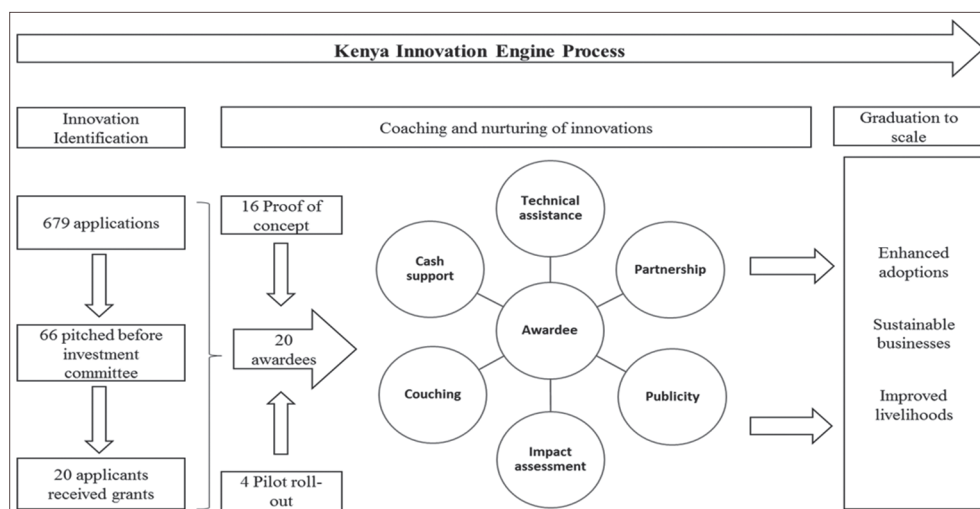 Kenya Innovation Engine Process
Innovation
Identification
Coaching and nurturing of innovations
Graduation to
scale
679 applications
66 pitched before
investment
committee
20 applicants
received grants
16 Proof of
concept
20
awardees
4 Pilot roll-
out
Technical
assistance
Cash
support
Partnership
Awardee
Couching
Publicity
Impact
assessment
Enhanced
adoptions
Sustainable
businesses
Improved
livelihoods